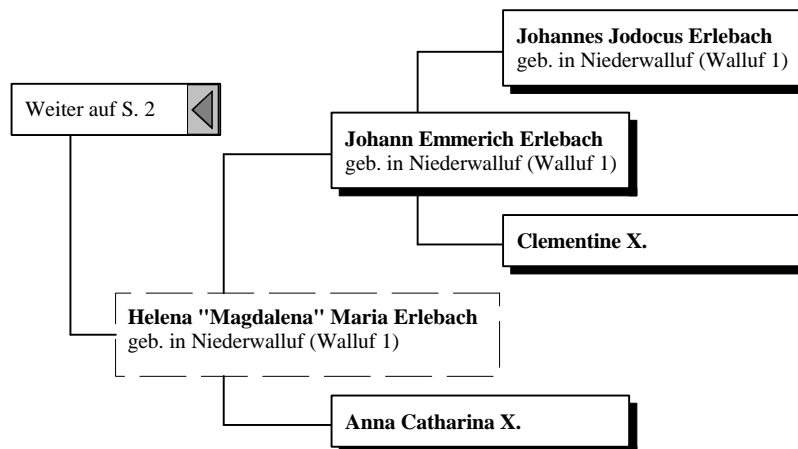 Johannes Jodocus Erlebach
geb. in Niederwalluf (Walluf 1)
Weiter auf S. 2
Johann Emmerich Erlebach
geb. in Niederwalluf (Walluf 1)
Clementine X.
Helena "Magdalena" Maria Erlebach
geb. in Niederwalluf (Walluf 1)
Anna Catharina X.